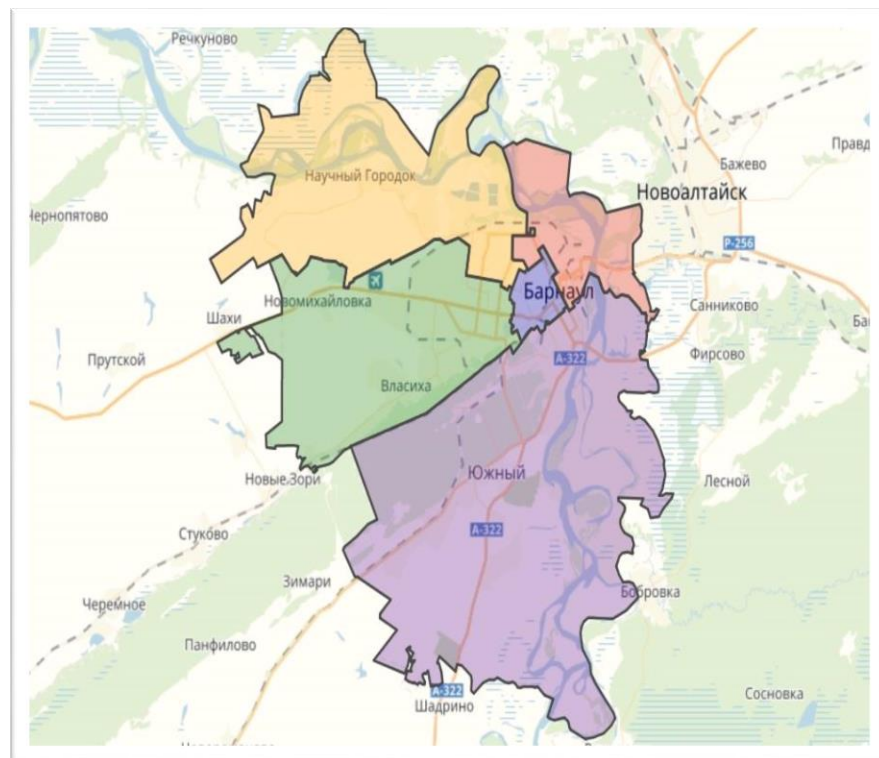 Речкуново
Правд
Бажево
Научный Городок
Новоалтайск
Чернопятово
Р-256
Новомихайловка
Барнаул
Санниково
Шахи
Ба
Фирсово
Прутской
А-322
Власиха
Южный
Новые Зори
Лесной
А-322
Стуково
Зимари
Бобровка
Черемное
Панфилово
Сосновка
А-322
Шадрино